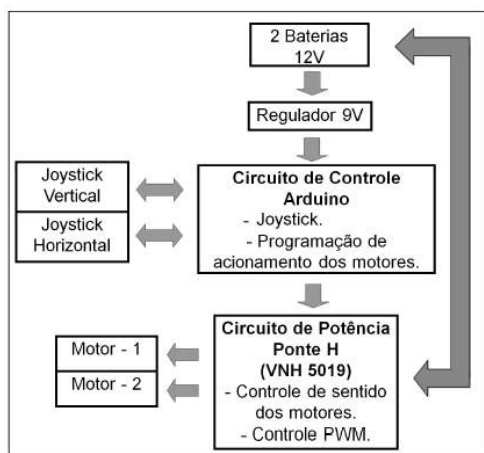 2 Baterias
12V
Regulador 9V
Joystick
Vertical
Joystick
Horizontal
Circuito de Controle
Arduino
- Joystick.
- Programação de
acionamento dos motores.
Motor - 1
Motor - 2
Circuito de Potência
Ponte H
(VNH 5019)
- Controle de sentido
dos motores.
- Controle PWM.